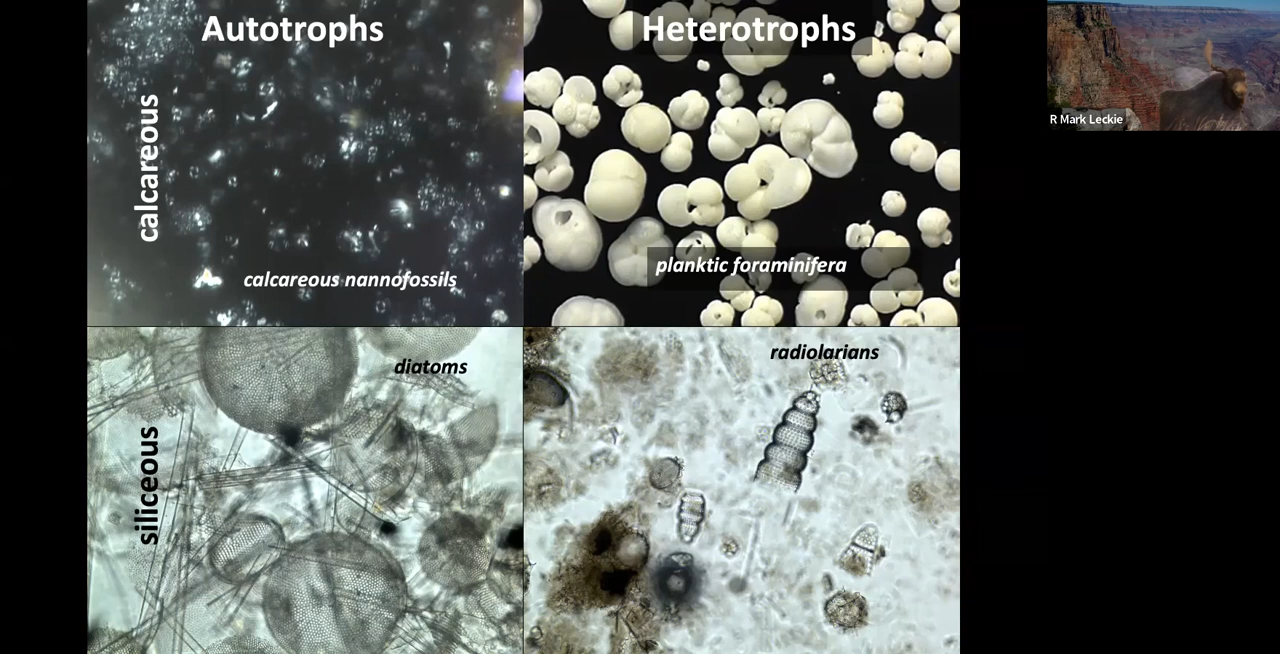 Autotrophs
Heterotrophs
calcareous
calcareous nannofossils
planktic foraminifera
siliceous
diatoms
radiolarians
R Mark Leckie